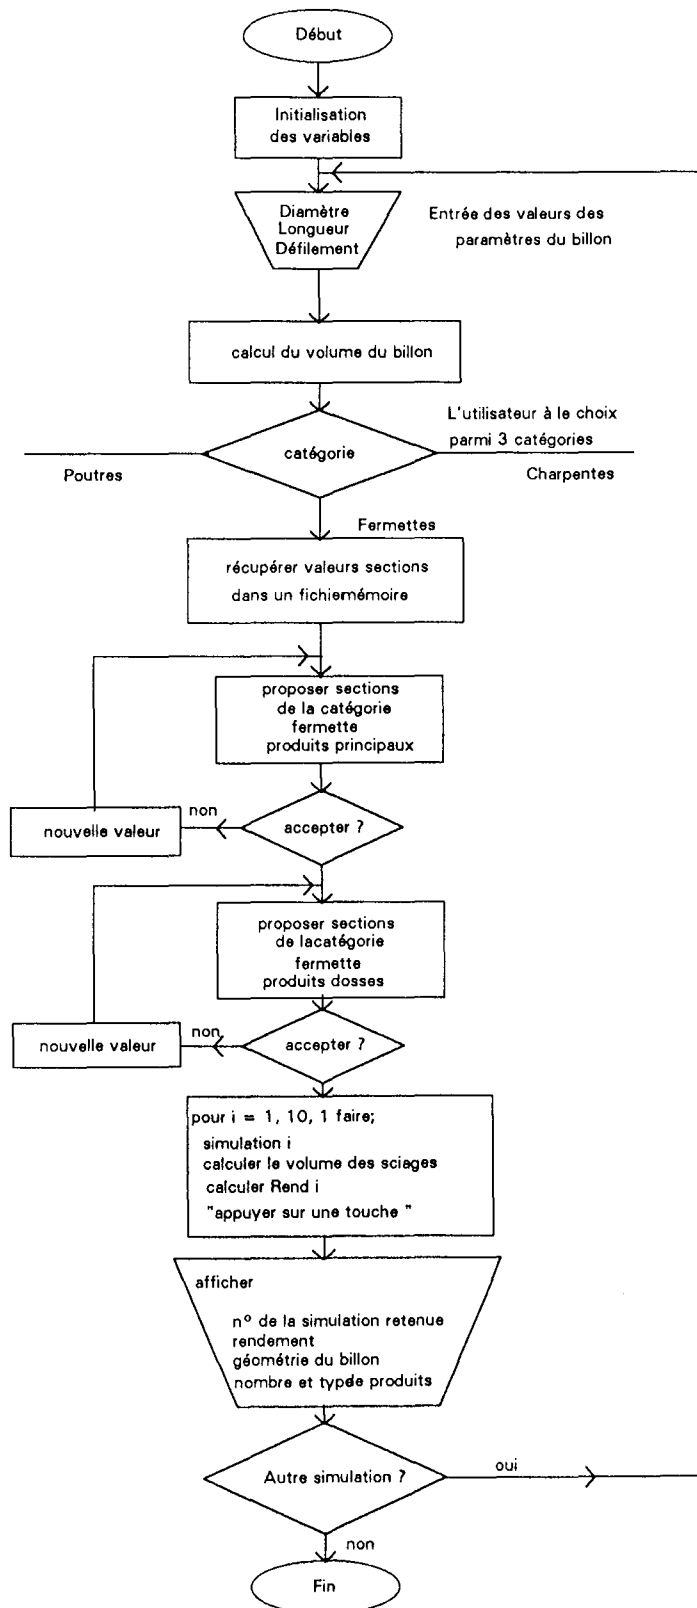 Début
Initialisation
des variables
Diamètre
Longueur
Défilement
Entrée des valeurs des
paramètres du billon
calcul du volume du billon
L'utilisateur à le choix
parmi 3 catégories
catégorie
Poutres
Charpentes
Fermettes
récupérer valeurs sections
dans un fichiemémoire
proposer sections
de la catégorie
fermette
produits principaux
non
nouvelle valeur
accepter ?
proposer sections
de lacatégorie
fermette
produits dosses
non
nouvelle valeur
accepter ?
pour i = 1, 10, 1 faire;
simulation i
calculer le volume des sciages
calculer Rend i
"appuyer sur une touche "
afficher
n° de la simulation retenue
rendement
géométrie du billon
nombre et type de produits
Autre simulation ?
oui
non
Fin